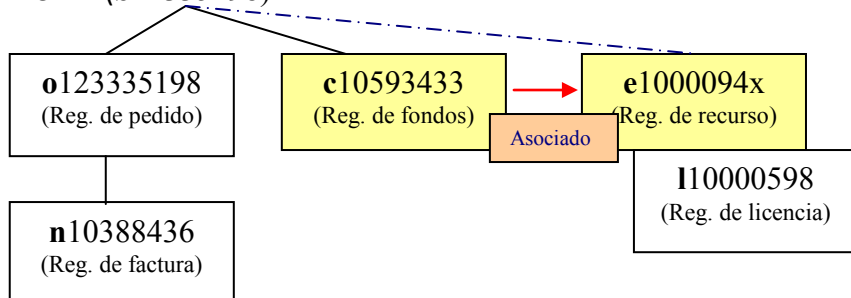 o123335198
(Reg. de pedido)
c10593433
(Reg. de fondos)
e1000094x
(Reg. de recurso)
Asociado
l10000598
(Reg. de licencia)
n10388436
(Reg. de factura)